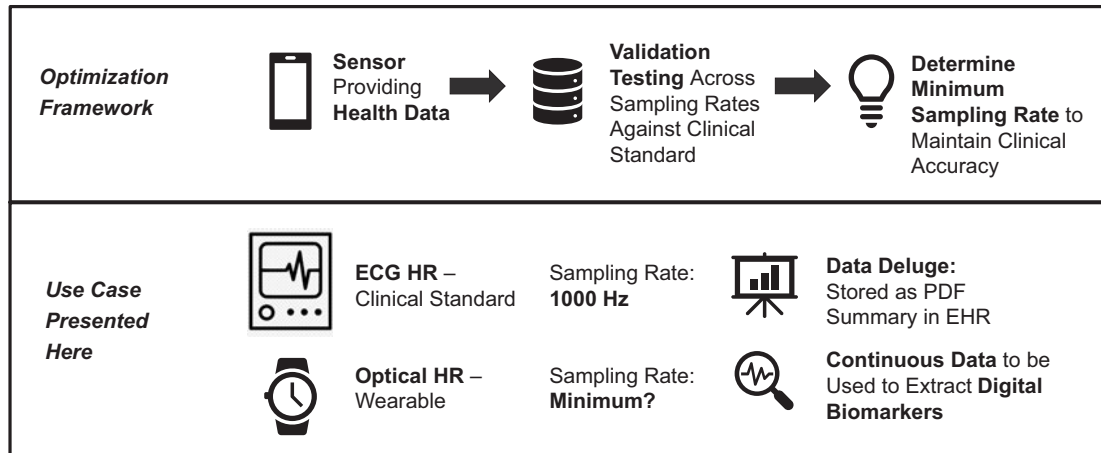 Optimization
Framework
Sensor
Providing
Health Data
Validation
Testing Across
Sampling Rates
Against Clinical
Standard
Determine
Minimum
Sampling Rate to
Maintain Clinical
Accuracy
Use Case
Presented
Here
ECG HR –
Clinical Standard
Sampling Rate:
1000 Hz
Data Deluge:
Stored as PDF
Summary in EHR
Optical HR –
Wearable
Sampling Rate:
Minimum?
Continuous Data to be
Used to Extract Digital
Biomarkers